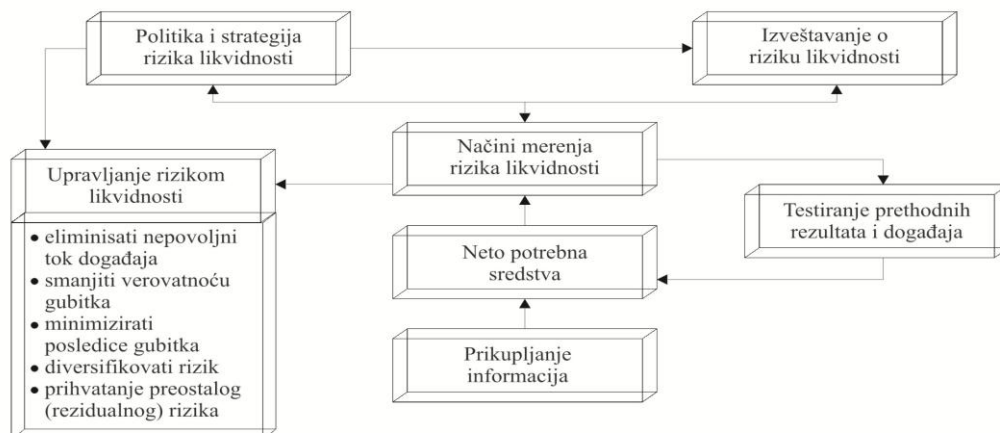 Politika i strategija
rizika likvidnosti
Izveštavanje o
riziku likvidnosti
Načini merenja
rizika likvidnosti
Upravljanje rizikom
likvidnosti
• eliminisati nepovoljni
tok događaja
• smanjiti verovatnoću
gubitka
• minimizirati
posledice gubitka
• diversifikovati rizik
• prihvatanje preostalog
(rezidualnog) rizika
Testiranje prethodnih
rezultata i događaja
Neto potrebna
sredstva
Prikupljanje
informacija